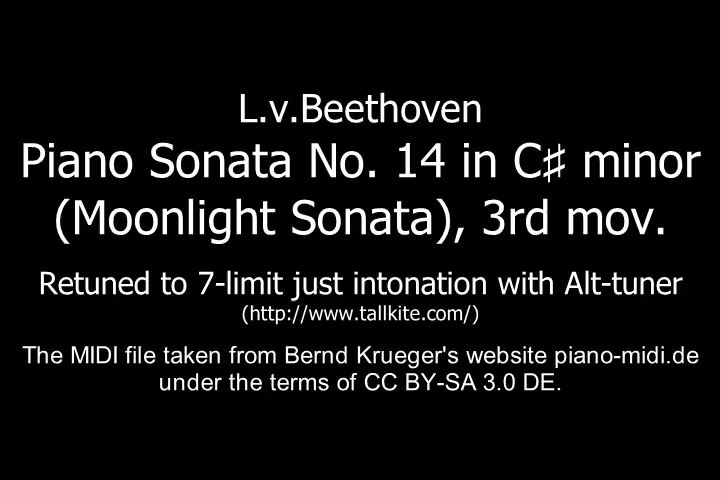 L.v.Beethoven
Piano Sonata No. 14 in C♯ minor
(Moonlight Sonata), 3rd mov.
Retuned to 7-limit just intonation with Alt-tuner
(http://www.tallkite.com/)
The MIDI file taken from Bernd Krueger's website piano-midi.de
under the terms of CC BY-SA 3.0 DE.